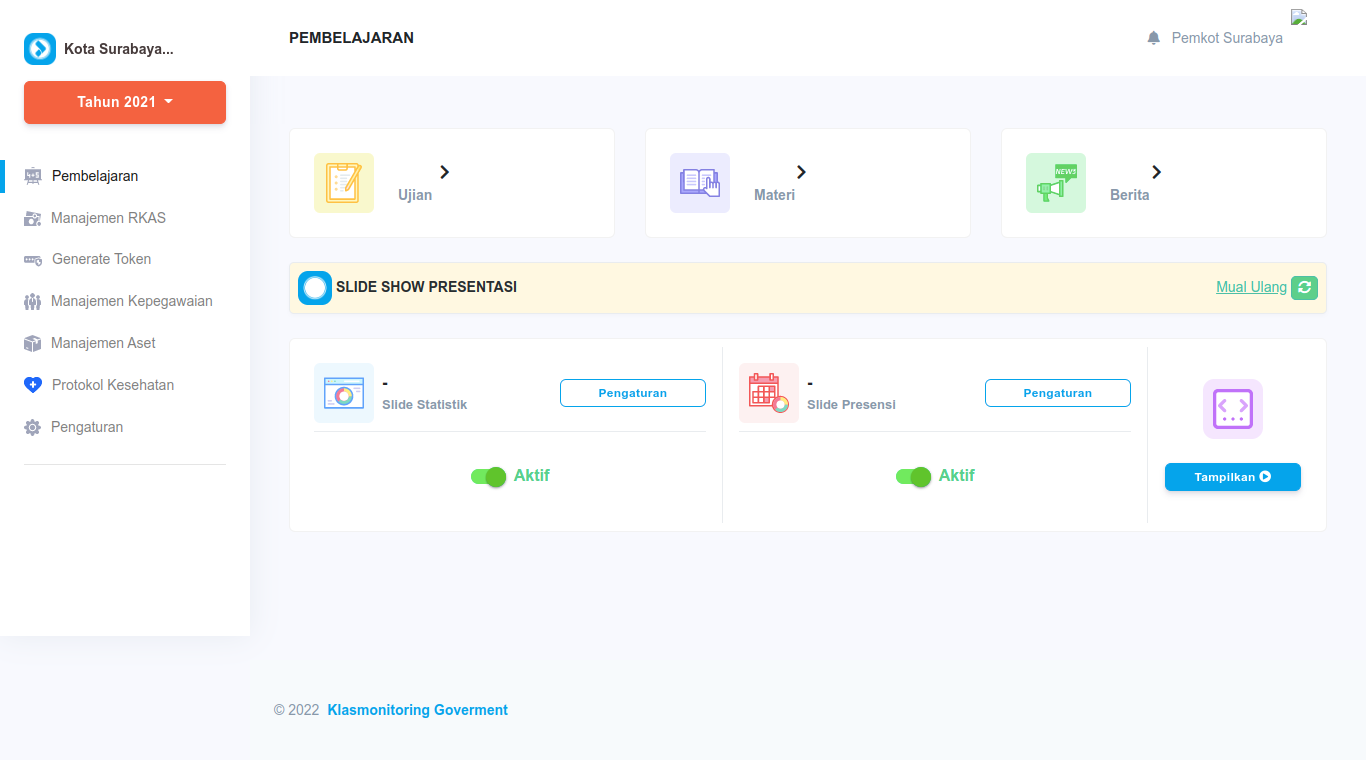 Kota Surabaya...
Tahun 2021
Pembelajaran
Manajemen RKAS
Generate Token
Manajemen Kepegawaian
Manajemen Aset
Protokol Kesehatan
Pengaturan
PEMBELAJARAN
Pemkot Surabaya
Ujian
Materi
NEWS
Berita
SLIDE SHOW PRESENTASI
Mual Ulang
-
Slide Statistik
Pengaturan
Aktif
-
Slide Presensi
Pengaturan
Aktif
Tampilkan
© 2022 Klasmonitoring Goverment